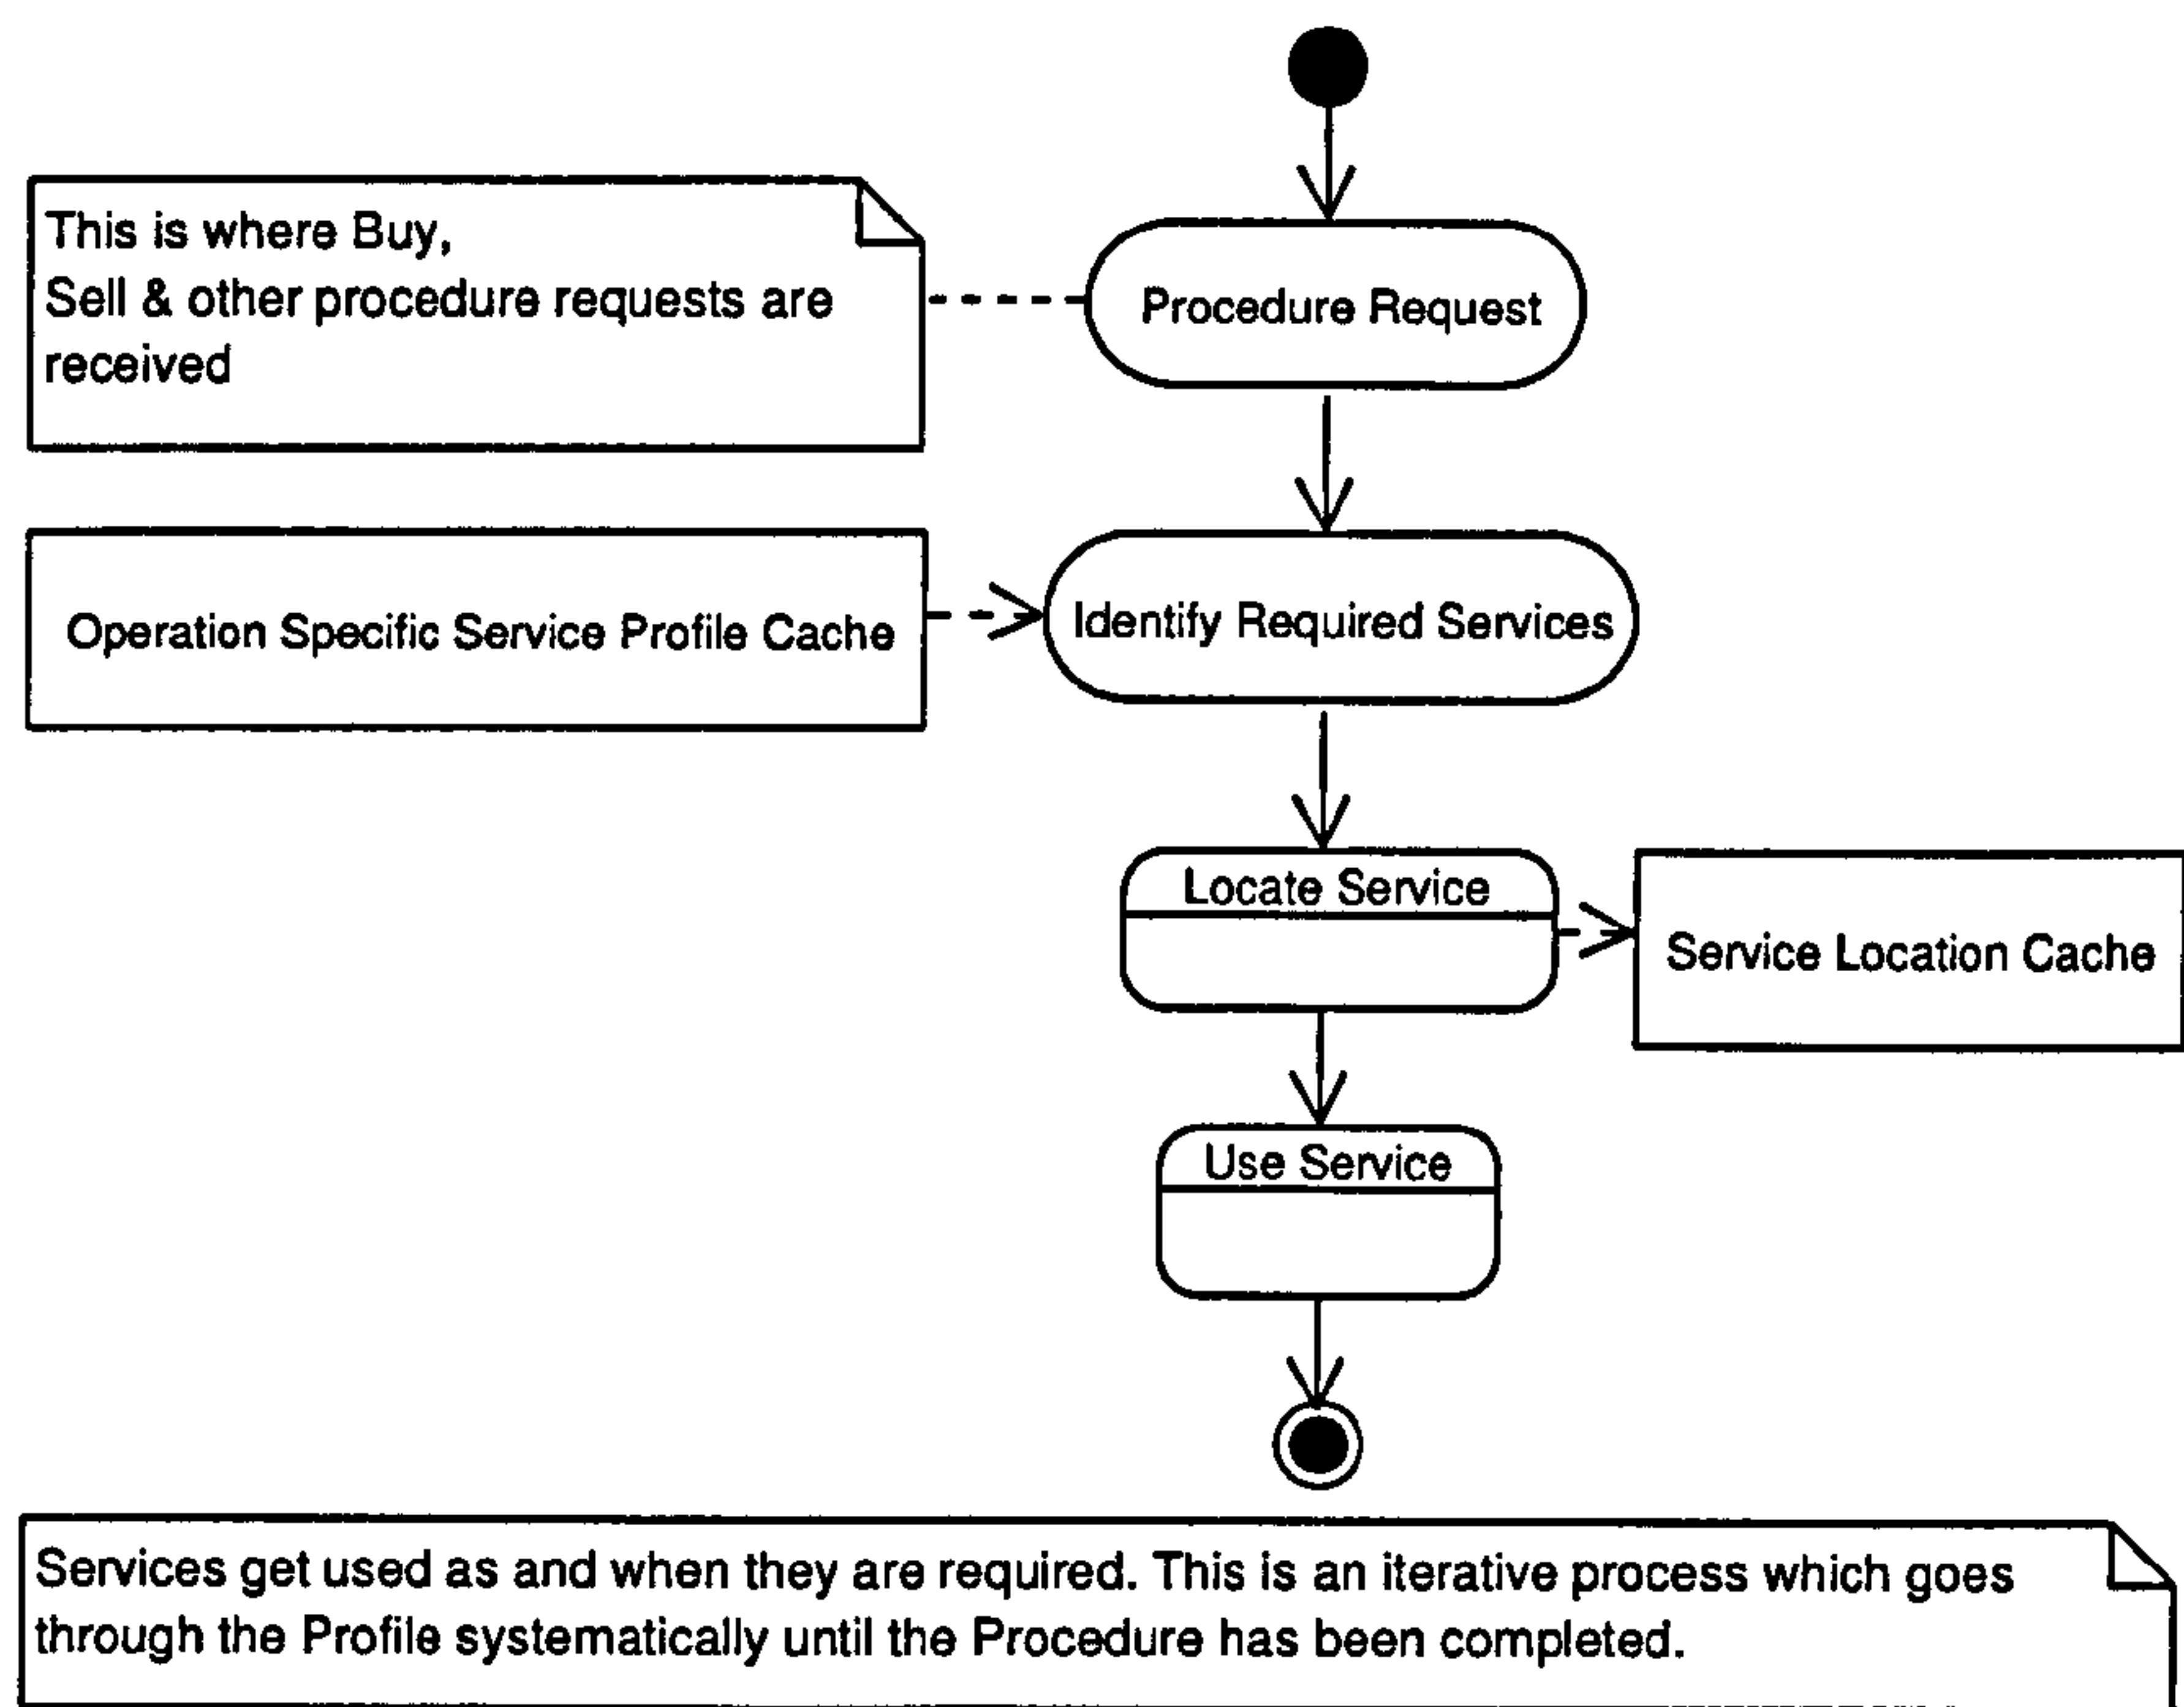 This is where Buy,
Sell & other procedure requests are
received
Procedure Request
Operation Specific Service Profile Cache
Identify Required Services
Locate Service
Service Location Cache
Use Service
Services get used as and when they are required. This is an iterative process which goes
through the Profile systematically until the Procedure has been completed.